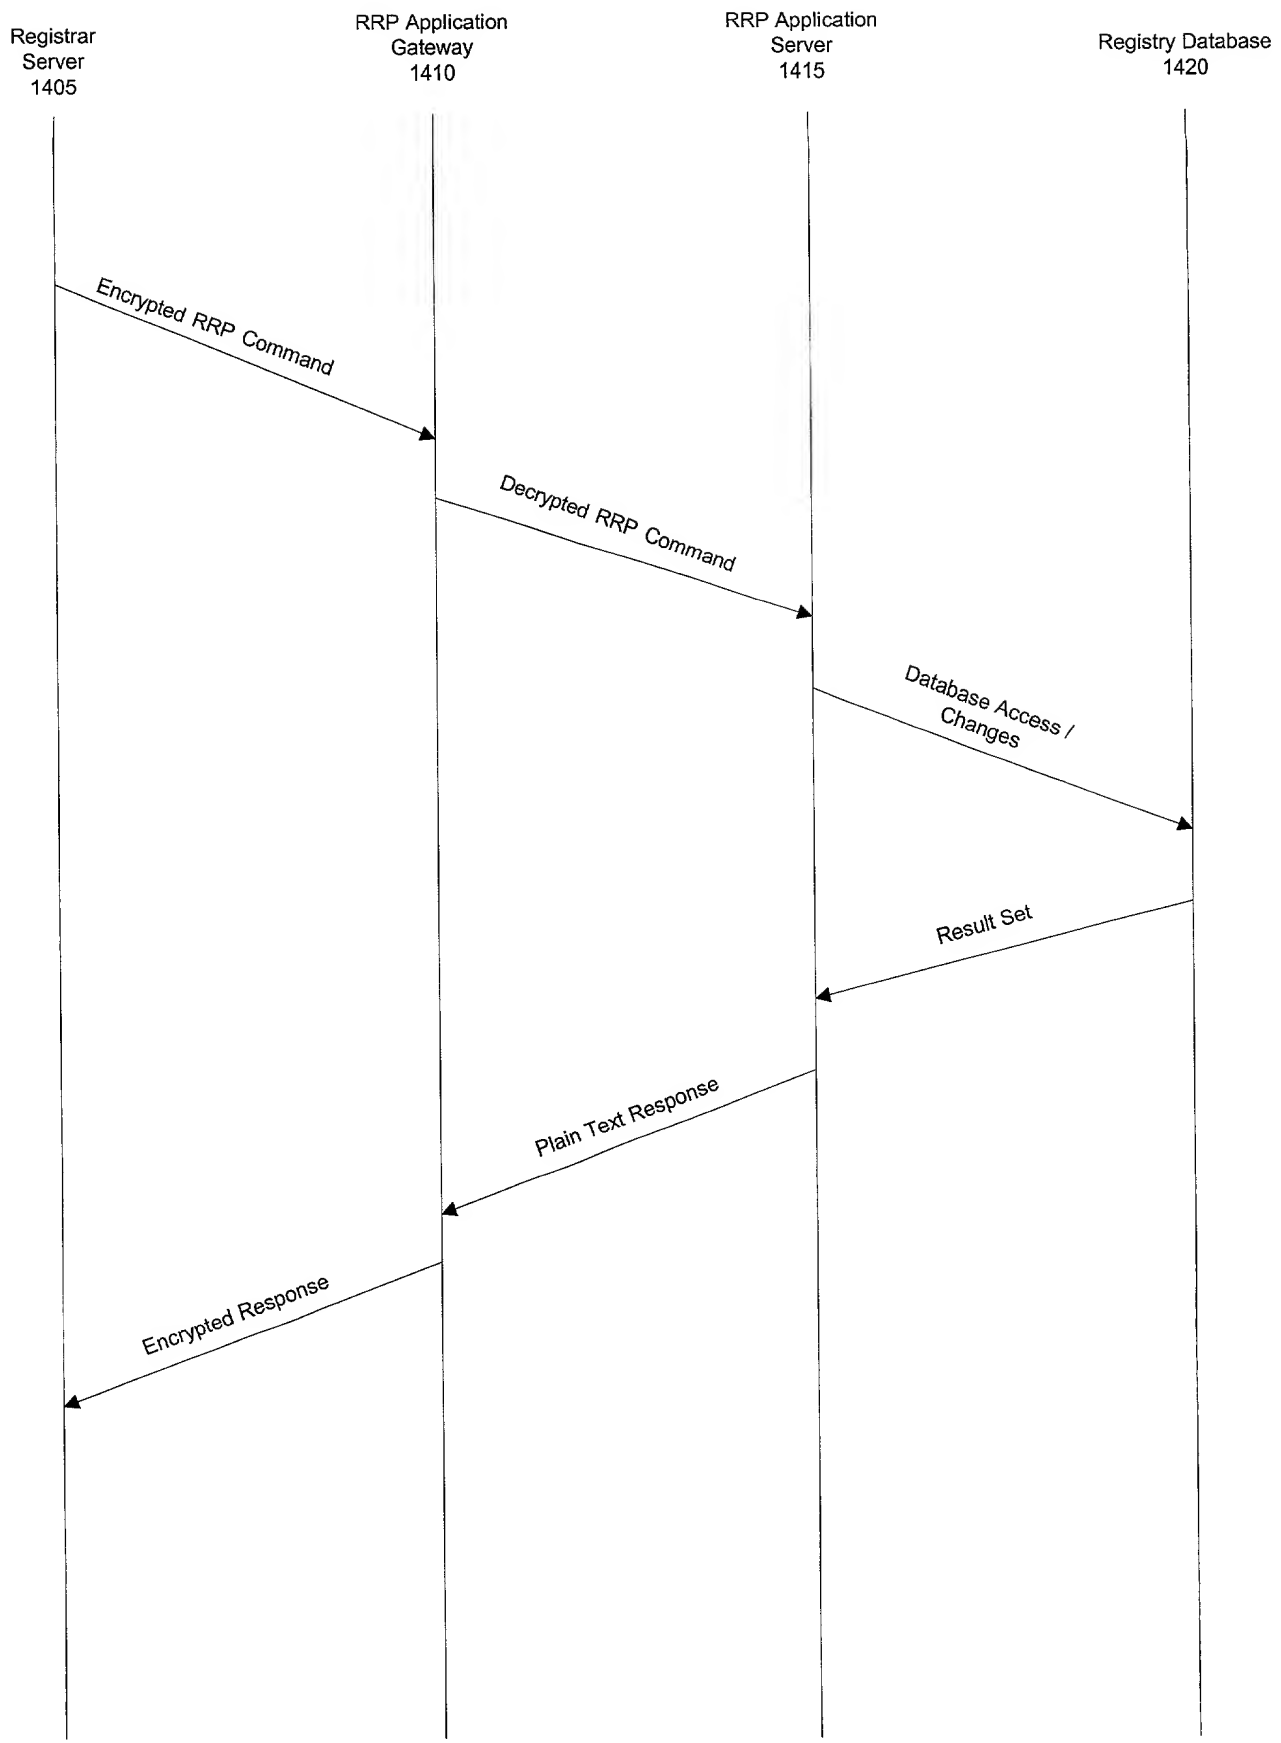 Registrar
Server
1405
RRP Application
Gateway
1410
RRP Application
Server
1415
Registry Database
1420
Encrypted RRP Command
Decrypted RRP Command
Database Access /
Changes
Result Set
Plain Text Response
Encrypted Response